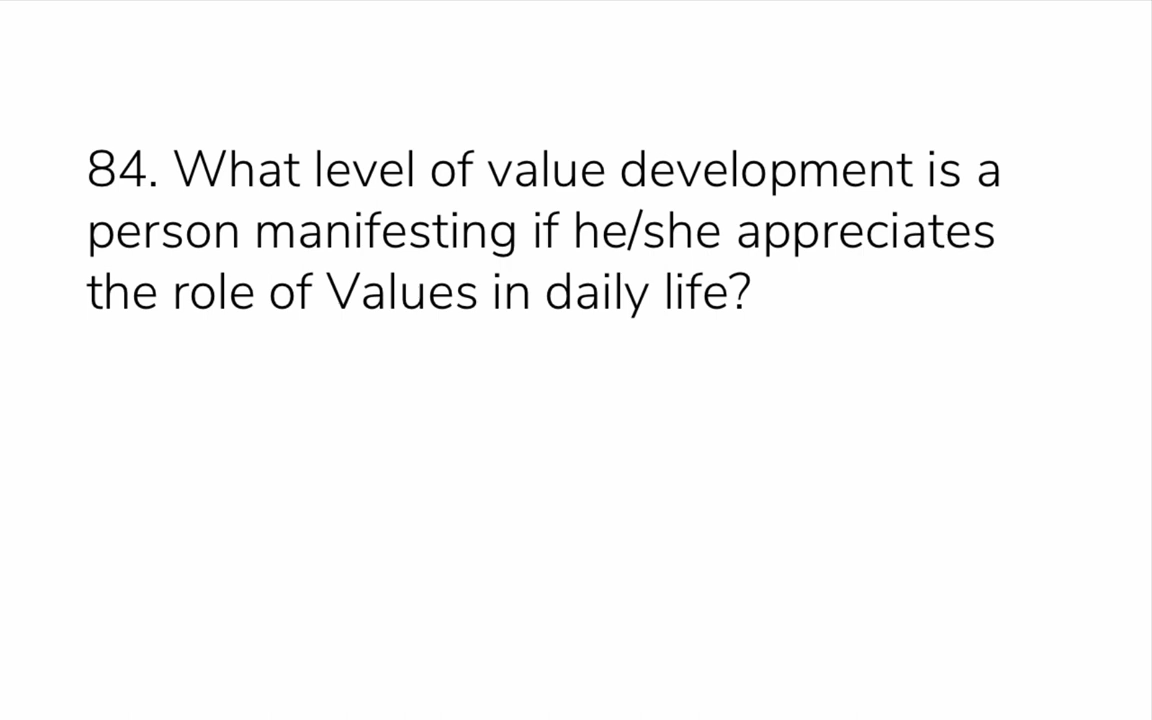 84. What level of value development is a
person manifesting if he/she appreciates
the role of Values in daily life?